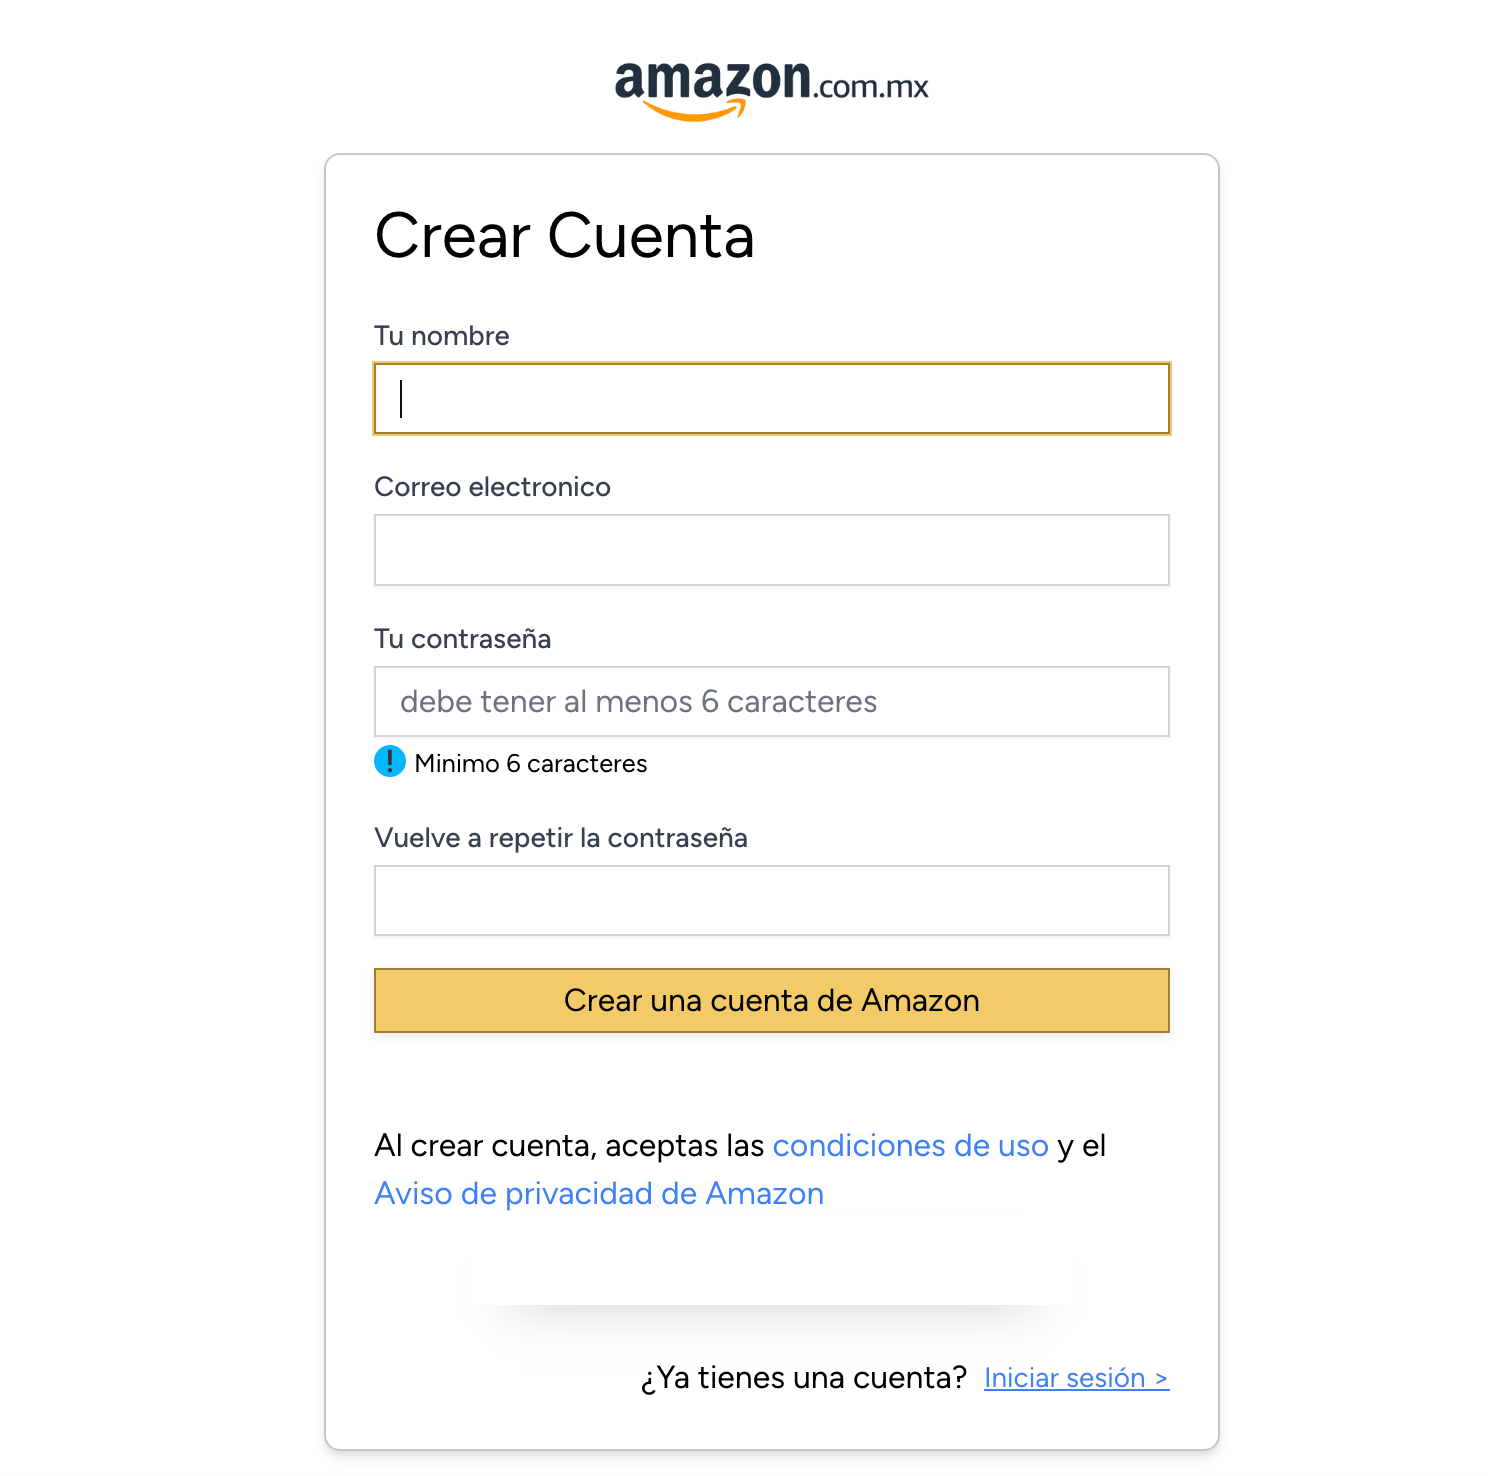 amazon.com.mx
Crear Cuenta
Tu nombre
Correo electronico
Tu contraseña
debe tener al menos 6 caracteres
! Minimo 6 caracteres
Vuelve a repetir la contraseña
Crear una cuenta de Amazon
Al crear cuenta, aceptas las condiciones de uso y el
Aviso de privacidad de Amazon
¿Ya tienes una cuenta? Iniciar sesión >